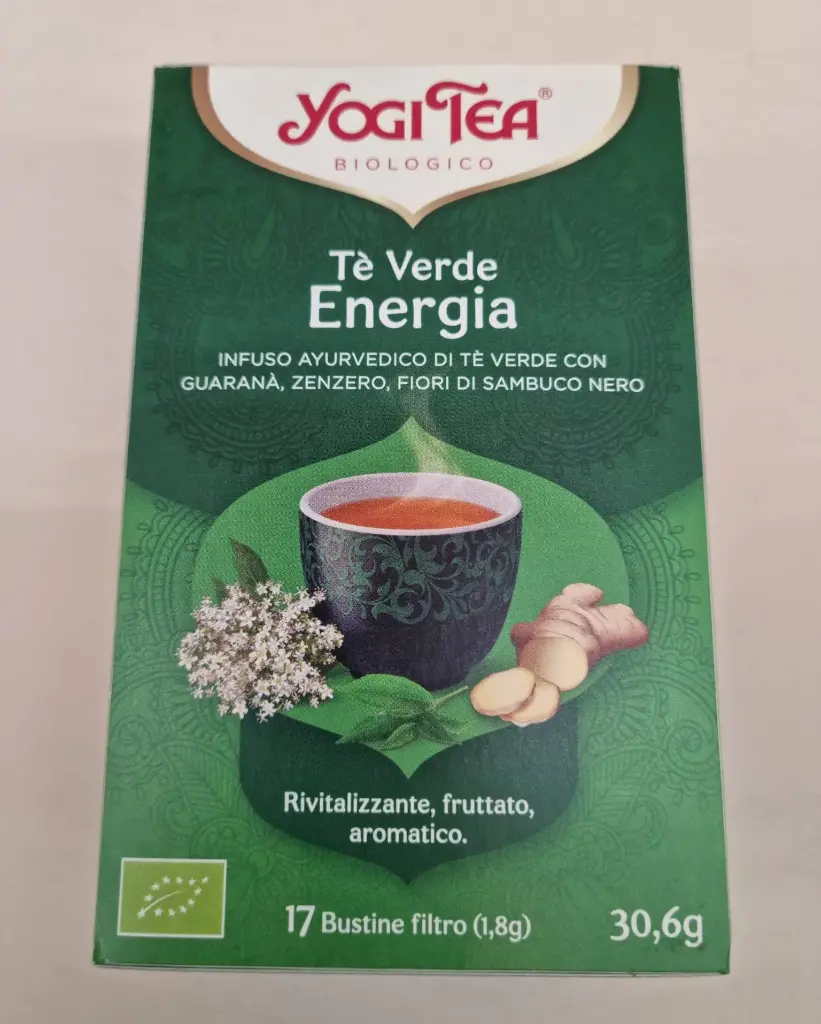 YOGI TEA®
BIOLOGICO
Tè Verde
Energia
INFUSO AYURVEDICO DI TÈ VERDE CON
GUARANÀ, ZENZERO, FIORI DI SAMBUCO NERO
Rivitalizzante, fruttato,
aromatico.
17 Bustine filtro (1,8g)
30,6g